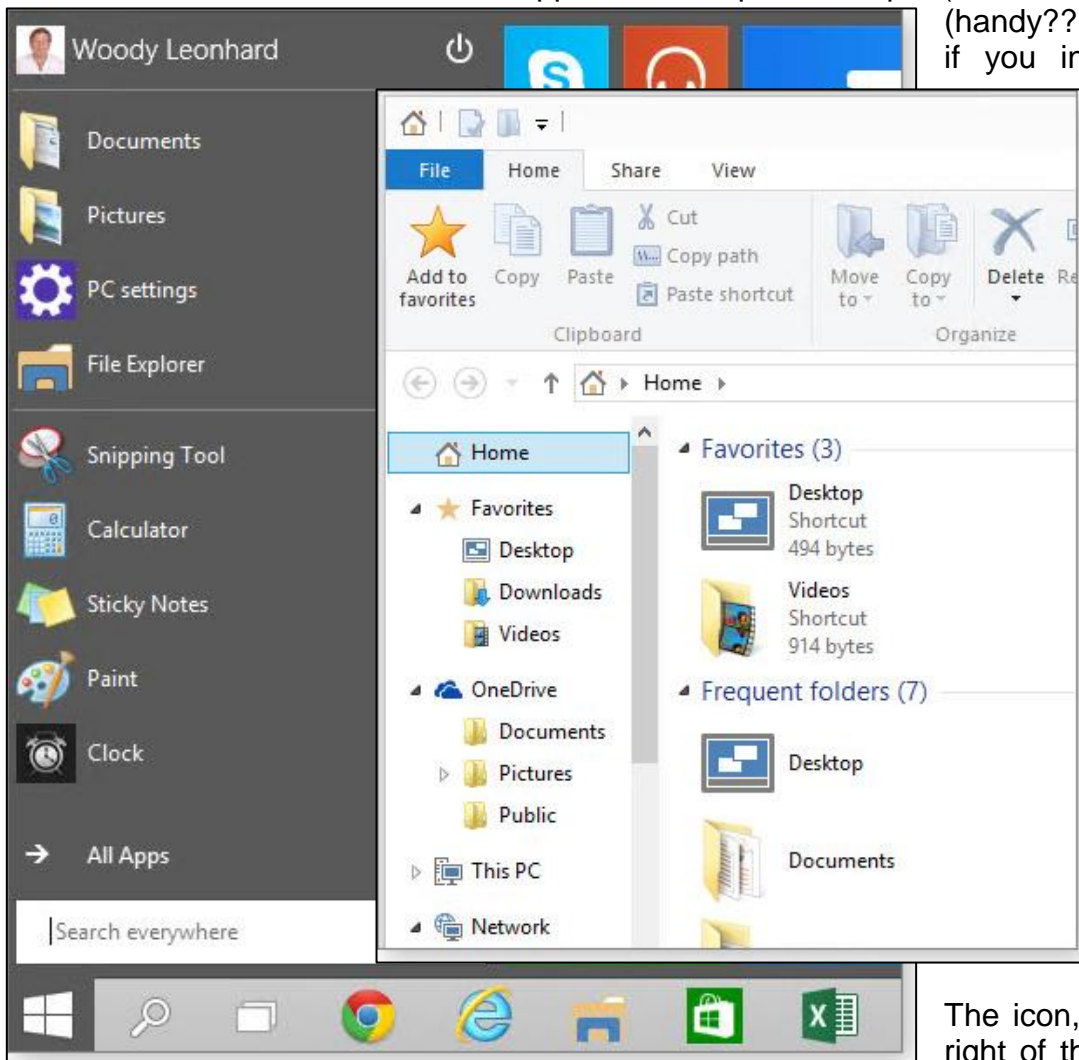 (handy??
if you in
Woody Leonhard
Documents
Pictures
PC settings
File Explorer
Snipping Tool
Calculator
Sticky Notes
Paint
Clock
All Apps
Search everywhere
File Home Share View
Add to favorites
Copy
Paste
Cut
Copy path
Paste shortcut
Move to
Copy to
Delete
Re
Clipboard
Organize
Home
Home
Favorites
Desktop
Downloads
Videos
OneDrive
Documents
Pictures
Public
This PC
Network
Favorites (3)
Desktop
Shortcut
494 bytes
Videos
Shortcut
914 bytes
Frequent folders (7)
Desktop
Documents
The icon,
right of th